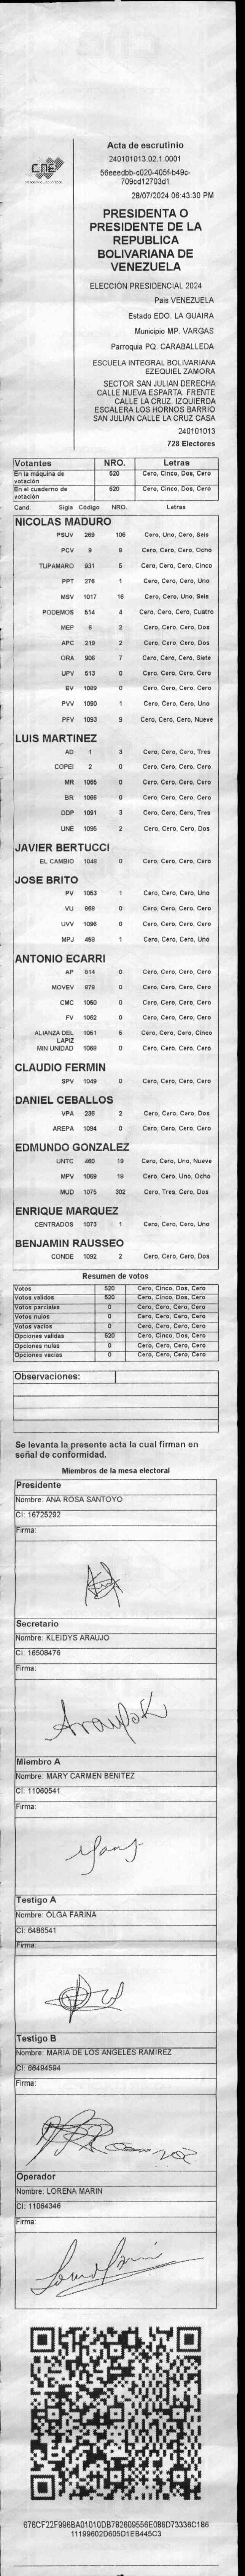 CNE
Acta de escrutinio
240101013.02.1.0001
56eeedbb-c020-405f-b49c-
709cd12703d1
28/07/2024 06:43:30 PM
PRESIDENTA O
PRESIDENTE DE LA
REPUBLICA
BOLIVARIANA DE
VENEZUELA
ELECCIÓN PRESIDENCIAL 2024
País VENEZUELA
Estado EDO. LA GUAIRA
Municipio MP. VARGAS
Parroquia PQ. CARABALLEDA
ESCUELA INTEGRAL BOLIVARIANA
EZEQUIEL ZAMORA
SECTOR SAN JULIAN DERECHA
CALLE NUEVA ESPARTA. FRENTE
CALLE LA CRUZ. IZQUIERDA
ESCALERA LOS HORNOS BARRIO
SAN JULIAN CALLE LA CRUZ CASA
240101013
728 Electores
Votantes NRO. Letras
En la máquina de votación 520 Cero, Cinco, Dos, Cero
En el cuaderno de votación 520 Cero, Cinco, Dos, Cero
Cand. Sigla Código NRO. Letras
NICOLAS MADURO
PSUV 269 106 Cero, Uno, Cero, Seis
PCV 9 8 Cero, Cero, Cero, Ocho
TUPAMARO 931 5 Cero, Cero, Cero, Cinco
PPT 276 1 Cero, Cero, Cero, Uno
MSV 1017 16 Cero, Cero, Uno, Seis
PODEMOS 514 4 Cero, Cero, Cero, Cuatro
MEP 6 2 Cero, Cero, Cero, Dos
APC 219 2 Cero, Cero, Cero, Dos
ORA 906 7 Cero, Cero, Cero, Siete
UPV 513 0 Cero, Cero, Cero, Cero
EV 1089 0 Cero, Cero, Cero, Cero
PVV 1090 1 Cero, Cero, Cero, Uno
PFV 1093 9 Cero, Cero, Cero, Nueve
LUIS MARTINEZ
AD 1 3 Cero, Cero, Cero, Tres
COPEI 2 0 Cero, Cero, Cero, Cero
MR 1065 0 Cero, Cero, Cero, Cero
BR 1066 0 Cero, Cero, Cero, Cero
DDP 1091 3 Cero, Cero, Cero, Tres
UNE 1095 2 Cero, Cero, Cero, Dos
JAVIER BERTUCCI
EL CAMBIO 1048 0 Cero, Cero, Cero, Cero
JOSE BRITO
PV 1053 1 Cero, Cero, Cero, Uno
VU 869 0 Cero, Cero, Cero, Cero
UVV 1096 0 Cero, Cero, Cero, Cero
MPJ 458 1 Cero, Cero, Cero, Uno
ANTONIO ECARRI
AP 814 0 Cero, Cero, Cero, Cero
MOVEV 878 0 Cero, Cero, Cero, Cero
CMC 1050 0 Cero, Cero, Cero, Cero
FV 1062 0 Cero, Cero, Cero, Cero
ALIANZA DEL LAPIZ 1051 5 Cero, Cero, Cero, Cinco
MIN UNIDAD 1068 0 Cero, Cero, Cero, Cero
CLAUDIO FERMIN
SPV 1049 0 Cero, Cero, Cero, Cero
DANIEL CEBALLOS
VPA 236 2 Cero, Cero, Cero, Dos
AREPA 1094 0 Cero, Cero, Cero, Cero
EDMUNDO GONZALEZ
UNTC 460 19 Cero, Cero, Uno, Nueve
MPV 1069 18 Cero, Cero, Uno, Ocho
MUD 1075 302 Cero, Tres, Cero, Dos
ENRIQUE MARQUEZ
CENTRADOS 1073 1 Cero, Cero, Cero, Uno
BENJAMIN RAUSSEO
CONDE 1092 2 Cero, Cero, Cero, Dos
Resumen de votos
Votos 520 Cero, Cinco, Dos, Cero
Votos validos 520 Cero, Cinco, Dos, Cero
Votos parciales 0 Cero, Cero, Cero, Cero
Votos nulos 0 Cero, Cero, Cero, Cero
Votos vacios 0 Cero, Cero, Cero, Cero
Opciones validas 520 Cero, Cinco, Dos, Cero
Opciones nulas 0 Cero, Cero, Cero, Cero
Opciones vacias 0 Cero, Cero, Cero, Cero
Observaciones:
Se levanta la presente acta la cual firman en
señal de conformidad.
Miembros de la mesa electoral
Presidente
Nombre: ANA ROSA SANTOYO
CI: 16725292
Firma:
Secretario
Nombre: KLEIDYS ARAUJO
CI: 16508476
Firma:
Miembro A
Nombre: MARY CARMEN BENITEZ
CI: 11060541
Firma:
Testigo A
Nombre: OLGA FARIÑA
CI: 6486541
Firma:
Testigo B
Nombre: MARIA DE LOS ANGELES RAMIREZ
CI: 66494594
Firma:
Operador
Nombre: LORENA MARIN
CI: 11064346
Firma:
676CF22F996BA01010DB782609556E086D73336C186
11199602D605D1EB445C3